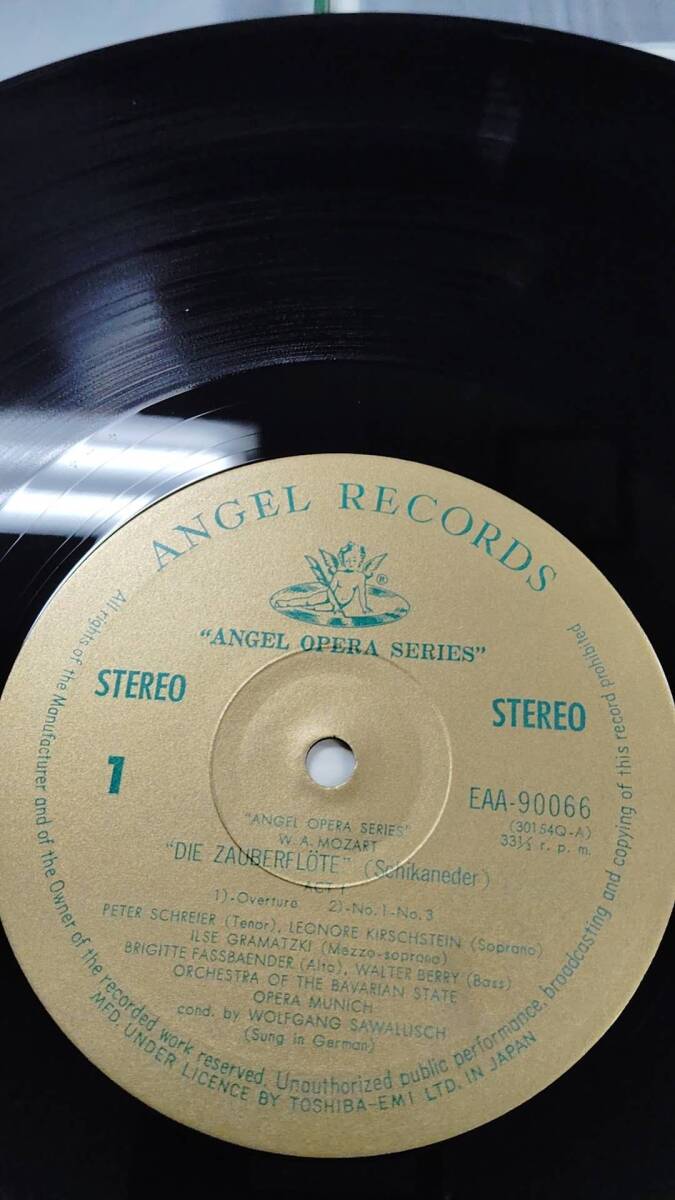 ANGEL RECORDS
®
"ANGEL OPERA SERIES"
STEREO
STEREO
1
EAA-90066
(30154Q-A)
33⅓ r. p. m.
"ANGEL OPERA SERIES"
W. A. MOZART
"DIE ZAUBERFLÖTE" (Schikaneder)
ACT I
1)-Overture 2)-No.1-No.3
PETER SCHREIER (Tenor), LEONORE KIRSCHSTEIN (Soprano)
ILSE GRAMATZKI (Mezzo-soprano)
BRIGITTE FASSBAENDER (Alto), WALTER BERRY (Bass)
ORCHESTRA OF THE BAVARIAN STATE
OPERA MUNICH
cond. by WOLFGANG SAWALLISCH
(Sung in German)
All rights of the Manufacturer and of the Owner of the recorded work reserved. Unauthorized public performance, broadcasting and copying of this record prohibited
MFD. UNDER LICENCE BY TOSHIBA-EMI LTD. IN JAPAN